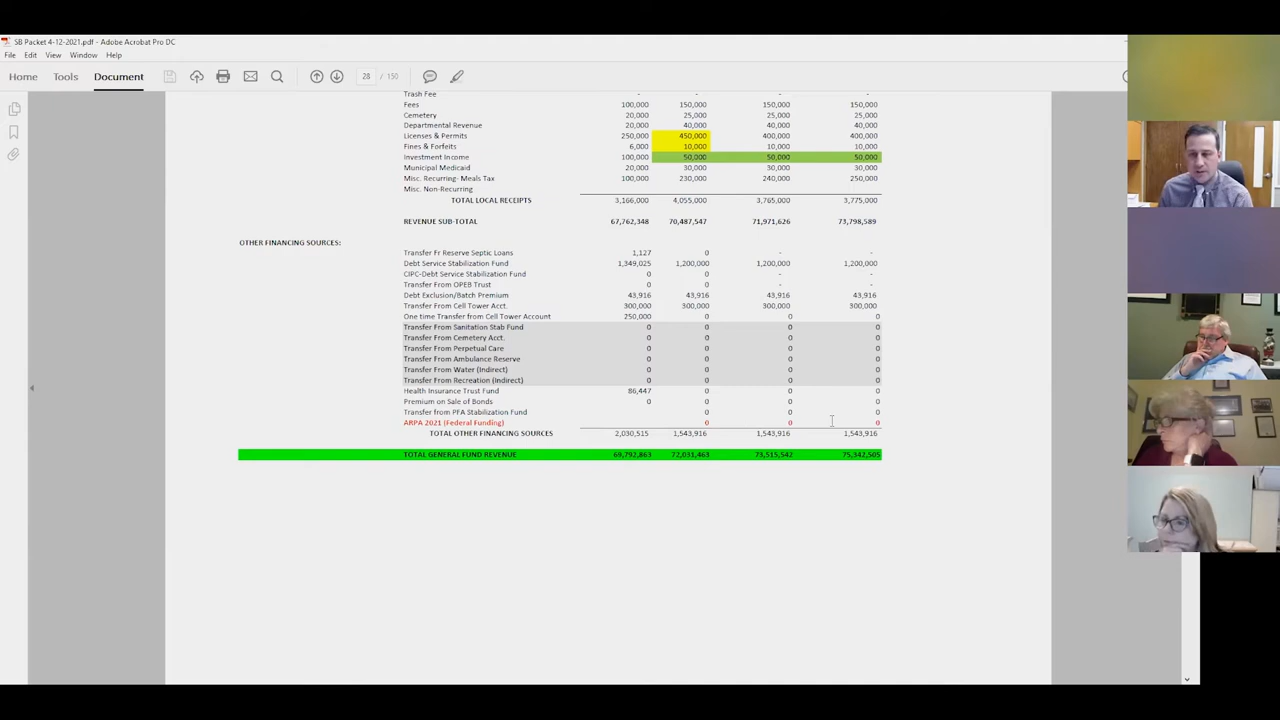 SB Packet 4-12-2021.pdf - Adobe Acrobat Pro DC
File Edit View Window Help
Home Tools Document 28 / 150
Trash Fee - - - -
Fees 100,000 150,000 150,000 150,000
Cemetery 20,000 25,000 25,000 25,000
Departmental Revenue 20,000 40,000 40,000 40,000
Licenses & Permits 250,000 450,000 400,000 400,000
Fines & Forfeits 6,000 10,000 10,000 10,000
Investment Income 100,000 50,000 50,000 50,000
Municipal Medicaid 20,000 30,000 30,000 30,000
Misc. Recurring- Meals Tax 100,000 230,000 240,000 250,000
Misc. Non-Recurring
TOTAL LOCAL RECEIPTS 3,166,000 4,055,000 3,765,000 3,775,000
REVENUE SUB-TOTAL 67,762,348 70,487,547 71,971,626 73,798,589
OTHER FINANCING SOURCES:
Transfer Fr Reserve Septic Loans 1,127 0 - -
Debt Service Stabilization Fund 1,349,025 1,200,000 1,200,000 1,200,000
CIPC-Debt Service Stabilization Fund 0 0 - -
Transfer From OPEB Trust 0 0 - -
Debt Exclusion/Batch Premium 43,916 43,916 43,916 43,916
Transfer From Cell Tower Acct. 300,000 300,000 300,000 300,000
One time Transfer from Cell Tower Account 250,000 0 0 0
Transfer From Sanitation Stab Fund 0 0 0 0
Transfer From Cemetery Acct. 0 0 0 0
Transfer From Perpetual Care 0 0 0 0
Transfer From Ambulance Reserve 0 0 0 0
Transfer From Water (Indirect) 0 0 0 0
Transfer From Recreation (Indirect) 0 0 0 0
Health Insurance Trust Fund 86,447 0 0 0
Premium on Sale of Bonds 0 0 0 0
Transfer from PFA Stabilization Fund 0 0 0
ARPA 2021 (Federal Funding) 0 0 0
TOTAL OTHER FINANCING SOURCES 2,030,515 1,543,916 1,543,916 1,543,916
TOTAL GENERAL FUND REVENUE 69,792,863 72,031,463 73,515,542 75,342,505